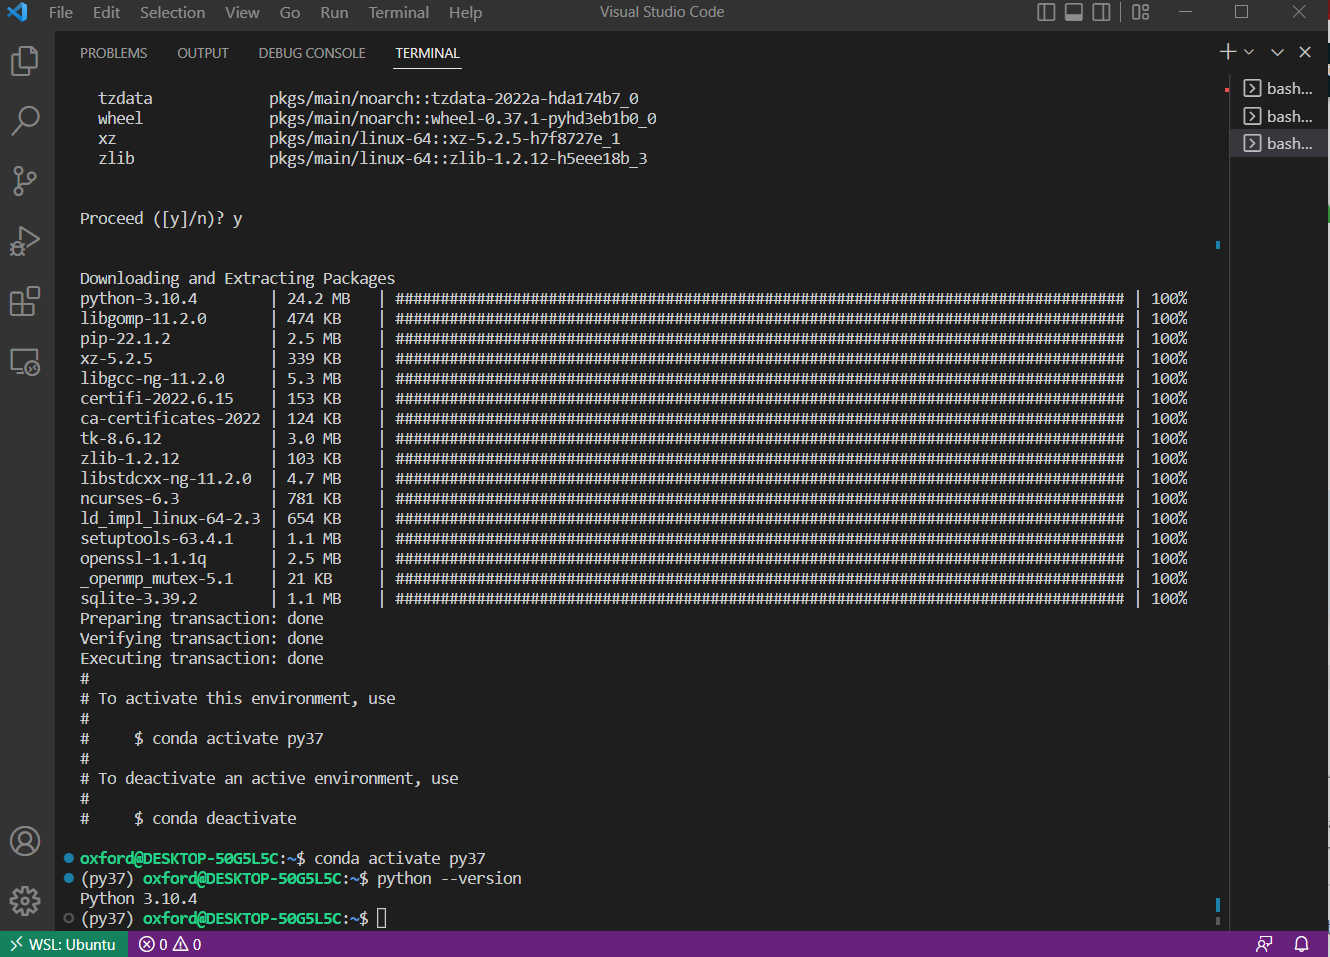 File Edit Selection View Go Run Terminal Help Visual Studio Code
PROBLEMS OUTPUT DEBUG CONSOLE TERMINAL
tzdata pkgs/main/noarch::tzdata-2022a-hda174b7_0
wheel pkgs/main/noarch::wheel-0.37.1-pyhd3eb1b0_0
xz pkgs/main/linux-64::xz-5.2.5-h7f8727e_1
zlib pkgs/main/linux-64::zlib-1.2.12-h5eee18b_3
bash...
bash...
bash...
Proceed ([y]/n)? y
Downloading and Extracting Packages
python-3.10.4 | 24.2 MB | ################################################################################# | 100%
libgomp-11.2.0 | 474 KB | ################################################################################# | 100%
pip-22.1.2 | 2.5 MB | ################################################################################# | 100%
xz-5.2.5 | 339 KB | ################################################################################# | 100%
libgcc-ng-11.2.0 | 5.3 MB | ################################################################################# | 100%
certifi-2022.6.15 | 153 KB | ################################################################################# | 100%
ca-certificates-2022 | 124 KB | ################################################################################# | 100%
tk-8.6.12 | 3.0 MB | ################################################################################# | 100%
zlib-1.2.12 | 103 KB | ################################################################################# | 100%
libstdcxx-ng-11.2.0 | 4.7 MB | ################################################################################# | 100%
ncurses-6.3 | 781 KB | ################################################################################# | 100%
ld_impl_linux-64-2.3 | 654 KB | ################################################################################# | 100%
setuptools-63.4.1 | 1.1 MB | ################################################################################# | 100%
openssl-1.1.1q | 2.5 MB | ################################################################################# | 100%
_openmp_mutex-5.1 | 21 KB | ################################################################################# | 100%
sqlite-3.39.2 | 1.1 MB | ################################################################################# | 100%
Preparing transaction: done
Verifying transaction: done
Executing transaction: done
#
# To activate this environment, use
#
# $ conda activate py37
#
# To deactivate an active environment, use
#
# $ conda deactivate
oxford@DESKTOP-50G5L5C:~$ conda activate py37
(py37) oxford@DESKTOP-50G5L5C:~$ python --version
Python 3.10.4
(py37) oxford@DESKTOP-50G5L5C:~$
WSL: Ubuntu 0 0